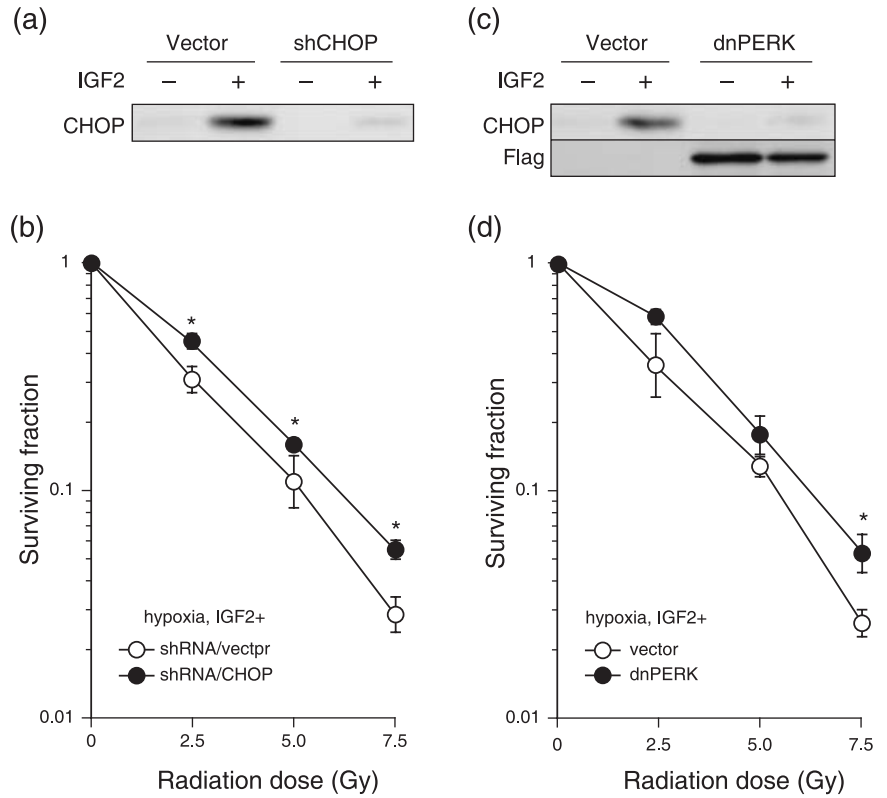 (a)
Vector shCHOP
IGF2 − + − +
CHOP
(c)
Vector dnPERK
IGF2 − + − +
CHOP
Flag
(b)
1
0.1
0.01
Surviving fraction
*
*
*
hypoxia, IGF2+
shRNA/vectpr
shRNA/CHOP
0 2.5 5.0 7.5
Radiation dose (Gy)
(d)
1
0.1
0.01
Surviving fraction
*
hypoxia, IGF2+
vector
dnPERK
0 2.5 5.0 7.5
Radiation dose (Gy)